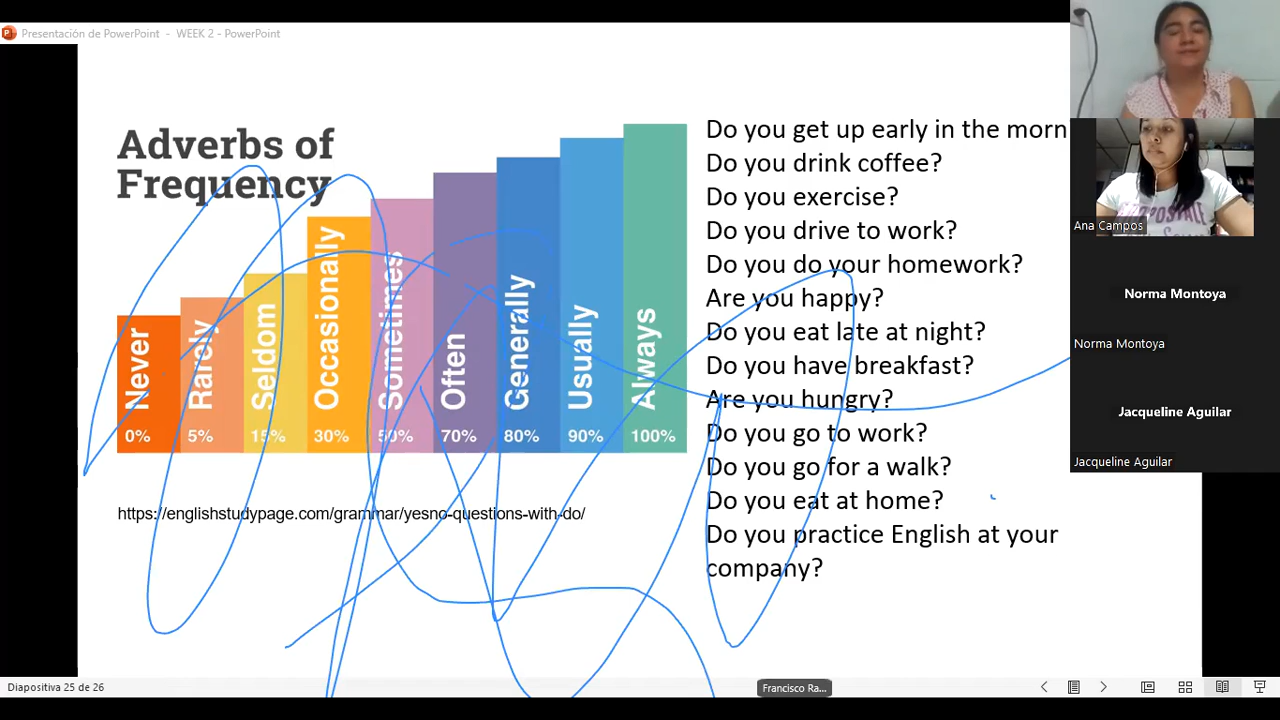 Presentación de PowerPoint - WEEK 2 - PowerPoint
Adverbs of
Frequency
Never
Rarely
Seldom
Occasionally
Sometimes
Often
Generally
Usually
Always
0%
5%
15%
30%
50%
70%
80%
90%
100%
https://englishstudypage.com/grammar/yesno-questions-with-do/
Do you get up early in the morn
Do you drink coffee?
Do you exercise?
Do you drive to work?
Do you do your homework?
Are you happy?
Do you eat late at night?
Do you have breakfast?
Are you hungry?
Do you go to work?
Do you go for a walk?
Do you eat at home?
Do you practice English at your
company?
Ana Campos
Norma Montoya
Norma Montoya
Jacqueline Aguilar
Jacqueline Aguilar
Diapositiva 25 de 26
Francisco Ra...